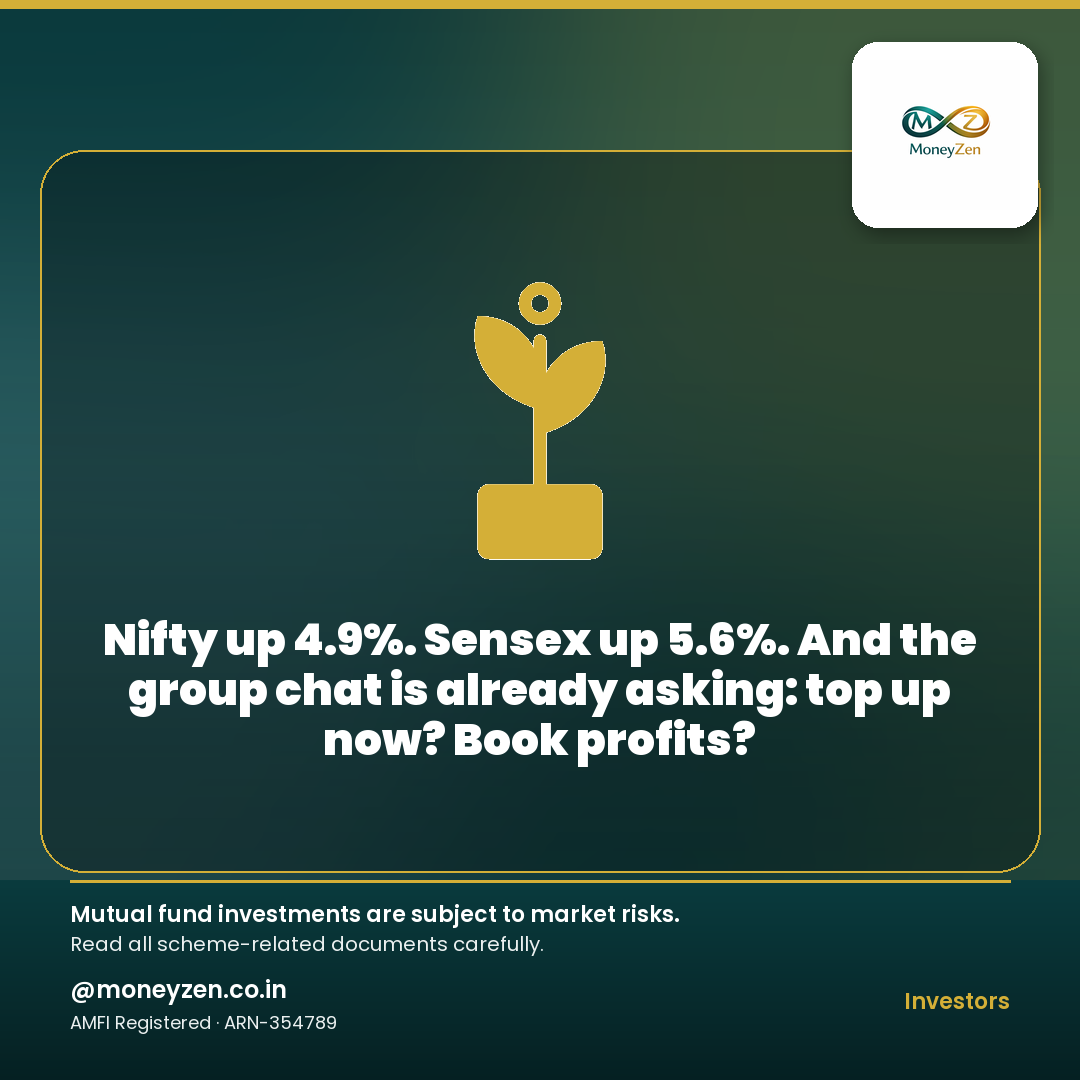 MZ
MoneyZen
Nifty up 4.9%. Sensex up 5.6%. And the
group chat is already asking: top up
now? Book profits?
Mutual fund investments are subject to market risks.
Read all scheme-related documents carefully.
@moneyzen.co.in
AMFI Registered · ARN-354789
Investors